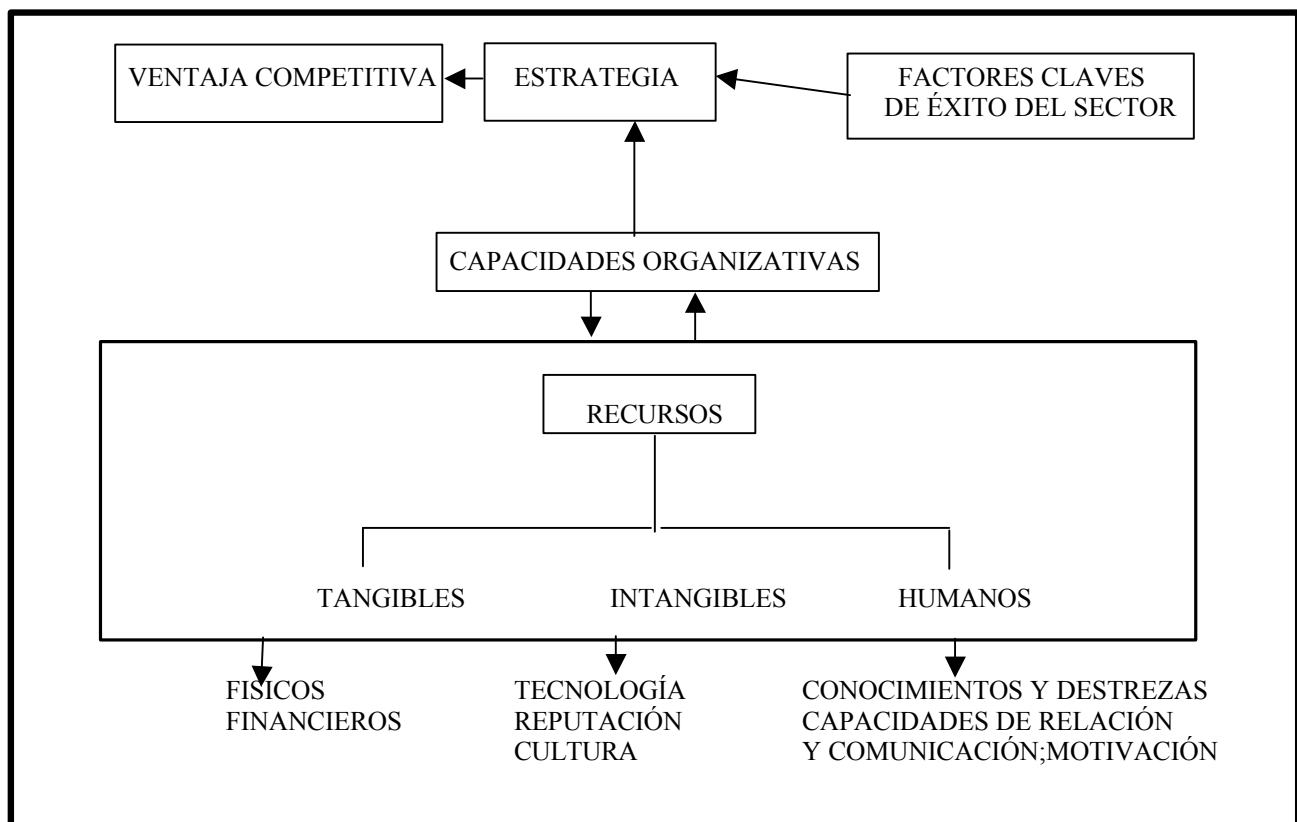 VENTAJA COMPETITIVA
ESTRATEGIA
FACTORES CLAVES
DE ÉXITO DEL SECTOR
CAPACIDADES ORGANIZATIVAS
RECURSOS
TANGIBLES
INTANGIBLES
HUMANOS
FISICOS
FINANCIEROS
TECNOLOGÍA
REPUTACIÓN
CULTURA
CONOCIMIENTOS Y DESTREZAS
CAPACIDADES DE RELACIÓN
Y COMUNICACIÓN;MOTIVACIÓN